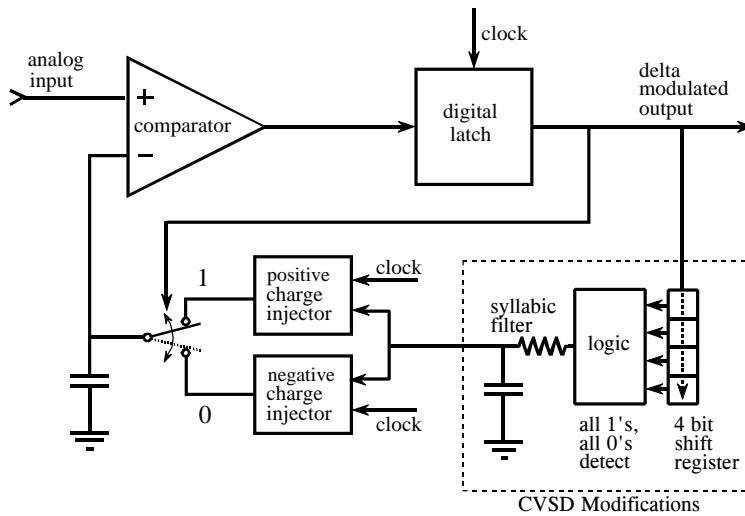 analog
input
+
comparator
−
clock
digital
latch
delta
modulated
output
1
positive
charge
injector
clock
0
negative
charge
injector
clock
syllabic
filter
logic
all 1's,
all 0's
detect
4 bit
shift
register
CVSD Modifications